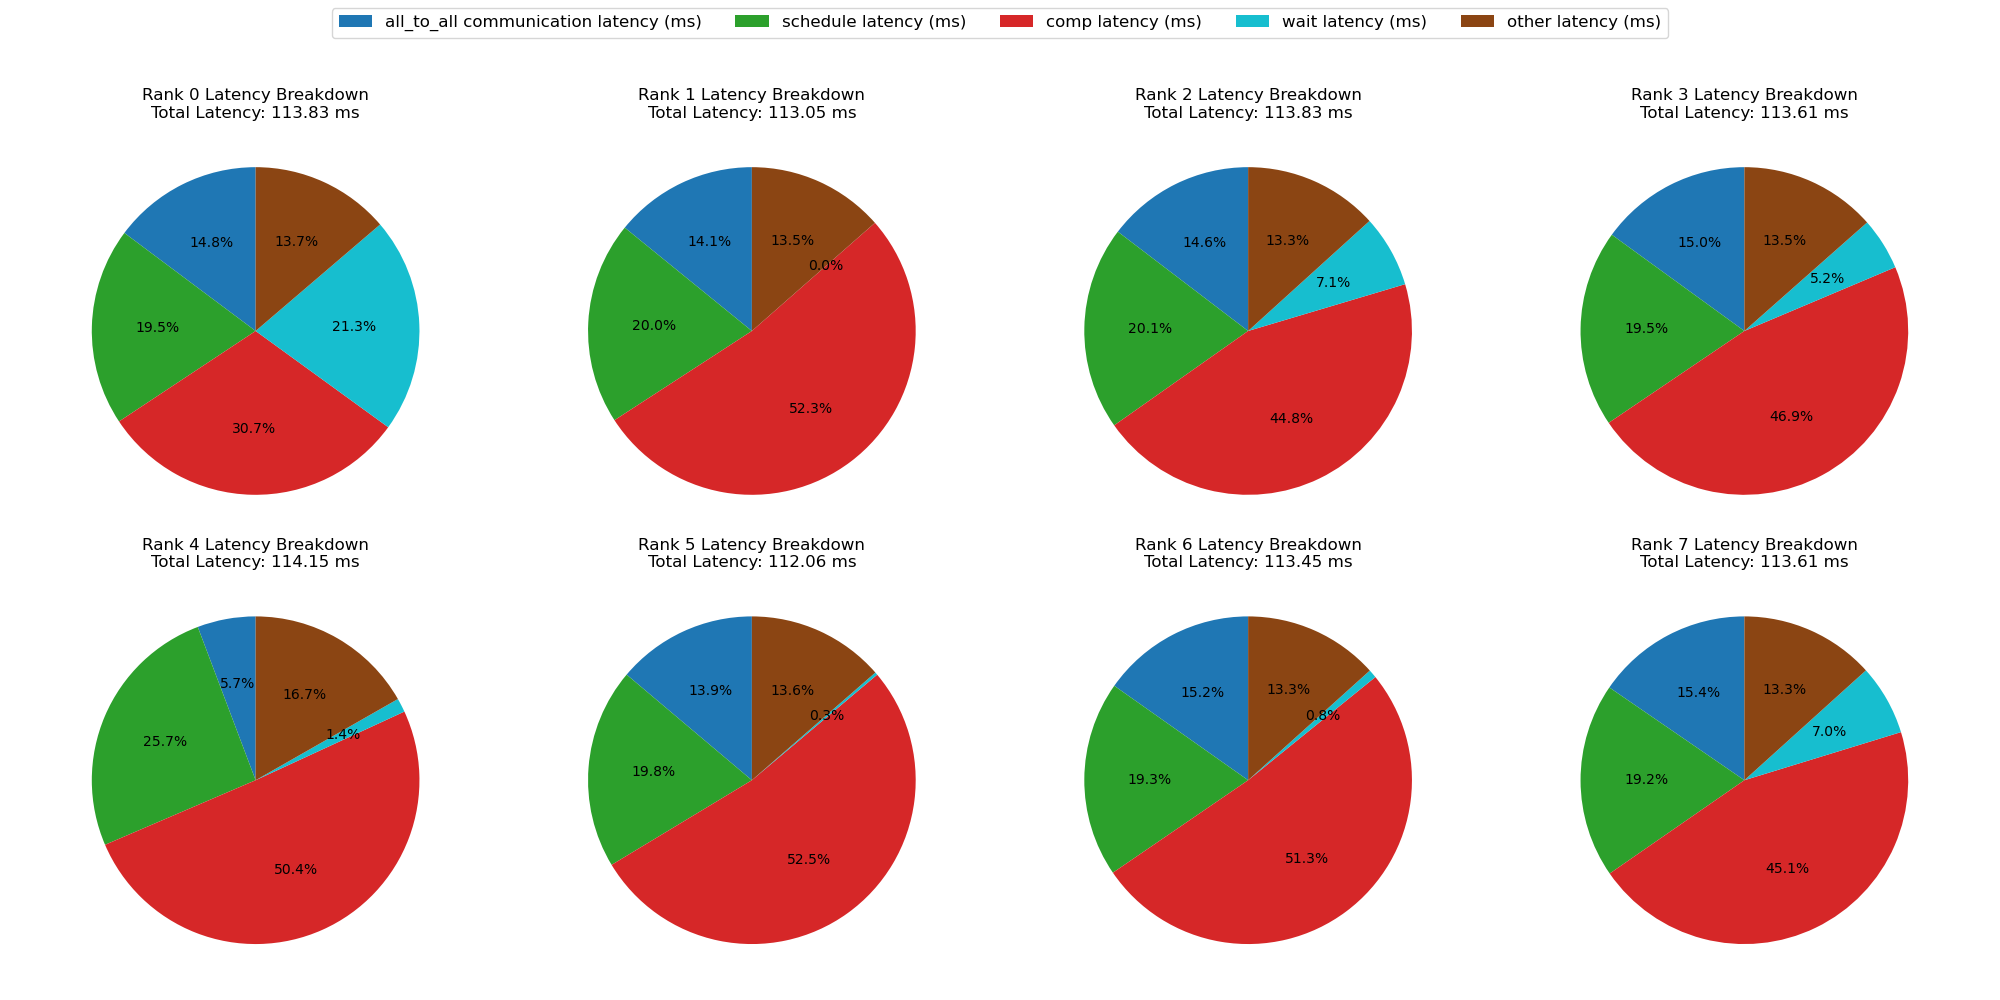 all_to_all communication latency (ms)
schedule latency (ms)
comp latency (ms)
wait latency (ms)
other latency (ms)
Rank 0 Latency Breakdown
Total Latency: 113.83 ms
14.8%
13.7%
19.5%
21.3%
30.7%
Rank 1 Latency Breakdown
Total Latency: 113.05 ms
14.1%
13.5%
0.0%
20.0%
52.3%
Rank 2 Latency Breakdown
Total Latency: 113.83 ms
14.6%
13.3%
7.1%
20.1%
44.8%
Rank 3 Latency Breakdown
Total Latency: 113.61 ms
15.0%
13.5%
5.2%
19.5%
46.9%
Rank 4 Latency Breakdown
Total Latency: 114.15 ms
5.7%
16.7%
1.4%
25.7%
50.4%
Rank 5 Latency Breakdown
Total Latency: 112.06 ms
13.9%
13.6%
0.3%
19.8%
52.5%
Rank 6 Latency Breakdown
Total Latency: 113.45 ms
15.2%
13.3%
0.8%
19.3%
51.3%
Rank 7 Latency Breakdown
Total Latency: 113.61 ms
15.4%
13.3%
7.0%
19.2%
45.1%